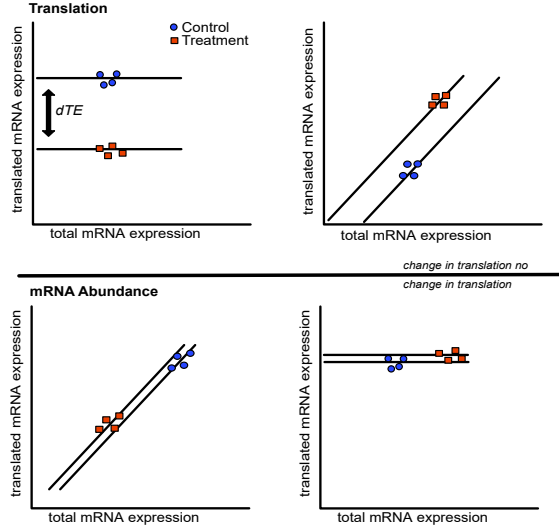 Translation
Control
Treatment
translated mRNA expression
dTE
total mRNA expression
translated mRNA expression
total mRNA expression
change in translation no
change in translation
mRNA Abundance
translated mRNA expression
total mRNA expression
translated mRNA expression
total mRNA expression